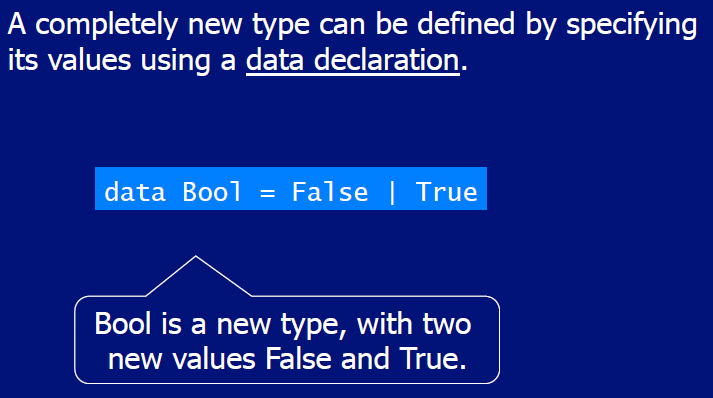 A completely new type can be defined by specifying
its values using a data declaration.
data Bool = False | True
Bool is a new type, with two
new values False and True.